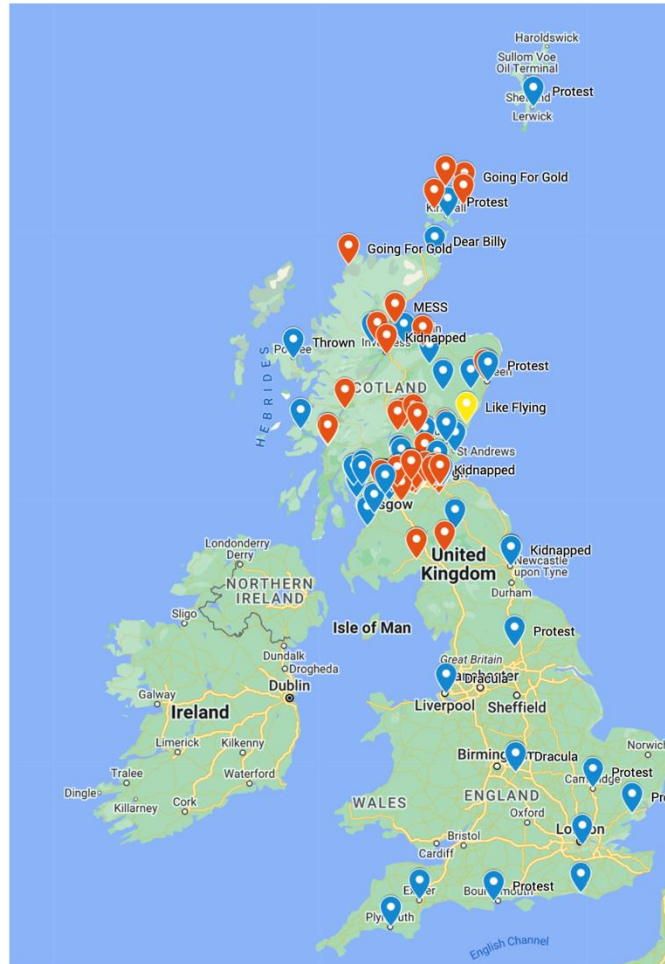 Haroldswick
Sullom Voe
Oil Terminal
Protest
Lerwick
Going For Gold
Protest
Dear Billy
Going For Gold
MESS
Kidnapped
Thrown
HEBRIDES
Protest
Like Flying
St Andrews
Kidnapped
United
Kingdom
Kidnapped
Newcastle
upon Tyne
Durham
Londonderry
Derry
NORTHERN
IRELAND
Sligo
Isle of Man
Protest
Dundalk
Drogheda
Great Britain
Dracula
Galway
Dublin
Liverpool
Sheffield
Ireland
Limerick
Kilkenny
Norwich
Dracula
Tralee
Waterford
Protest
Dingle
Killarney
Cork
WALES
ENGLAND
Oxford
Bristol
Cardiff
Protest
English Channel